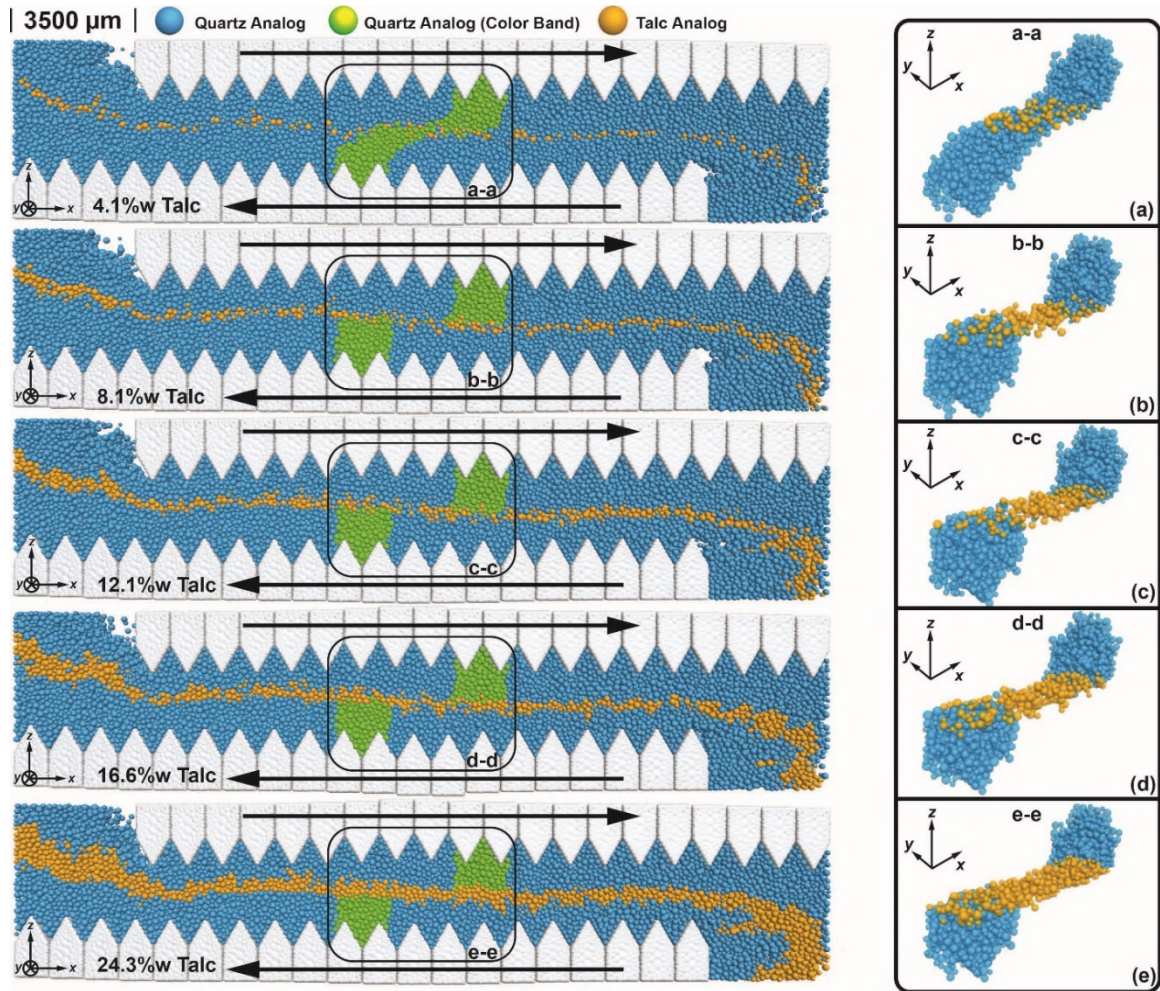 3500 µm
Quartz Analog
Quartz Analog (Color Band)
Talc Analog
z
y
x
a-a
4.1%w Talc
z
y
x
b-b
8.1%w Talc
z
y
x
c-c
12.1%w Talc
z
y
x
d-d
16.6%w Talc
z
y
x
e-e
24.3%w Talc
a-a
z
y
x
(a)
b-b
z
y
x
(b)
c-c
z
y
x
(c)
d-d
z
y
x
(d)
e-e
z
y
x
(e)